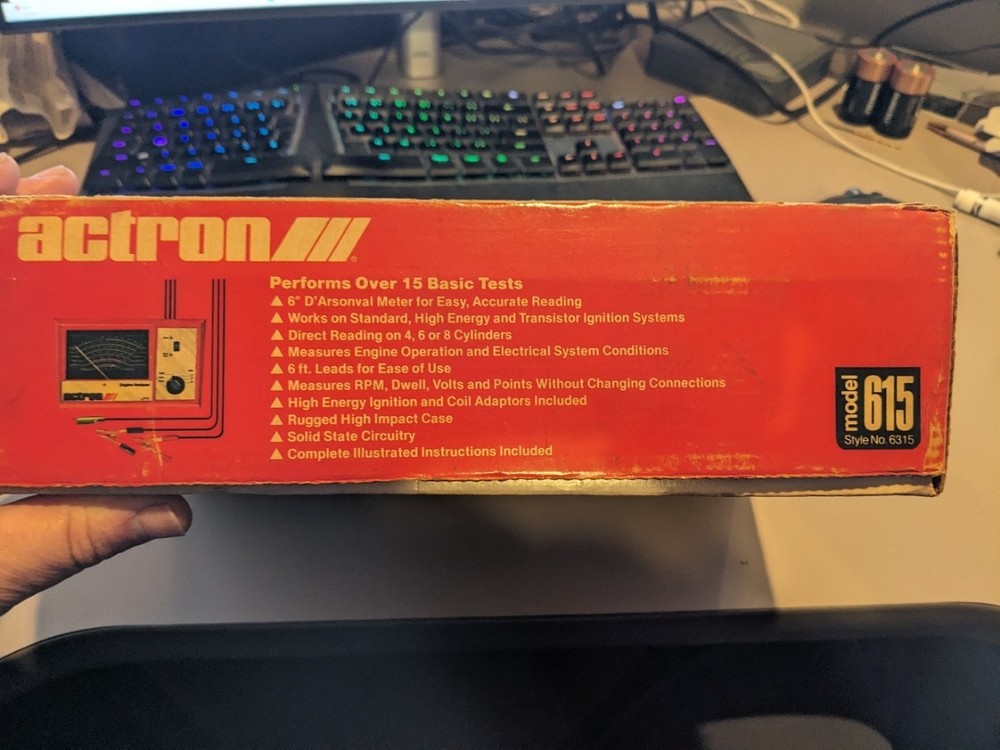 actron
®
Performs Over 15 Basic Tests
▲ 6" D'Arsonval Meter for Easy, Accurate Reading
▲ Works on Standard, High Energy and Transistor Ignition Systems
▲ Direct Reading on 4, 6 or 8 Cylinders
▲ Measures Engine Operation and Electrical System Conditions
▲ 6 ft. Leads for Ease of Use
▲ Measures RPM, Dwell, Volts and Points Without Changing Connections
▲ High Energy Ignition and Coil Adaptors Included
▲ Rugged High Impact Case
▲ Solid State Circuitry
▲ Complete Illustrated Instructions Included
actron
Engine Analyzer
model 615
Style No. 6315